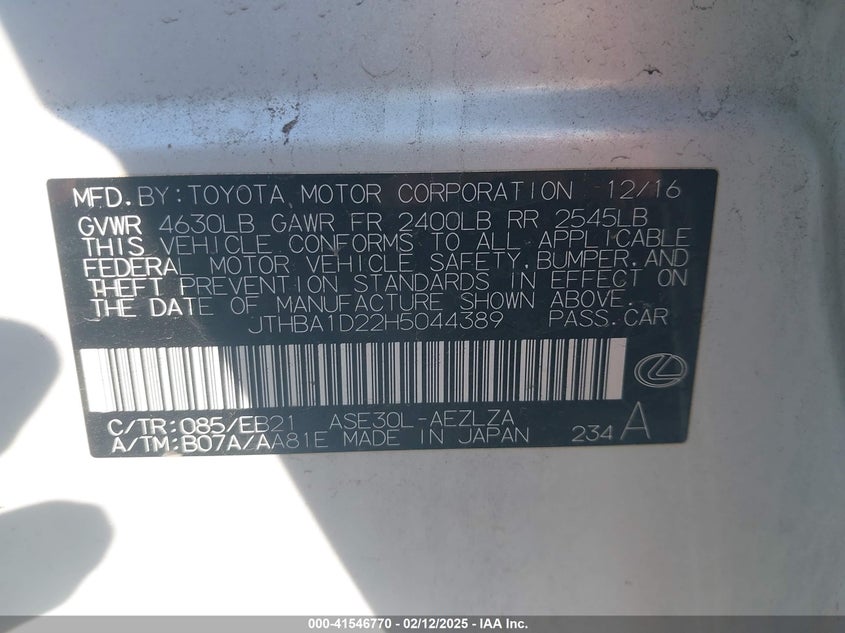 MFD.BY:TOYOTA MOTOR CORPORATION 12/16
GVWR 4630LB GAWR FR 2400LB RR 2545LB
THIS VEHICLE CONFORMS TO ALL APPLICABLE
FEDERAL MOTOR VEHICLE SAFETY,BUMPER,AND
THEFT PREVENTION STANDARDS IN EFFECT ON
THE DATE OF MANUFACTURE SHOWN ABOVE.
JTHBA1D22H5044389 PASS.CAR
C/TR:085/EB21 ASE30L-AEZLZA
A/TM:B07A/AA81E MADE IN JAPAN 234 A
000-41546770 - 02/12/2025 - IAA Inc.